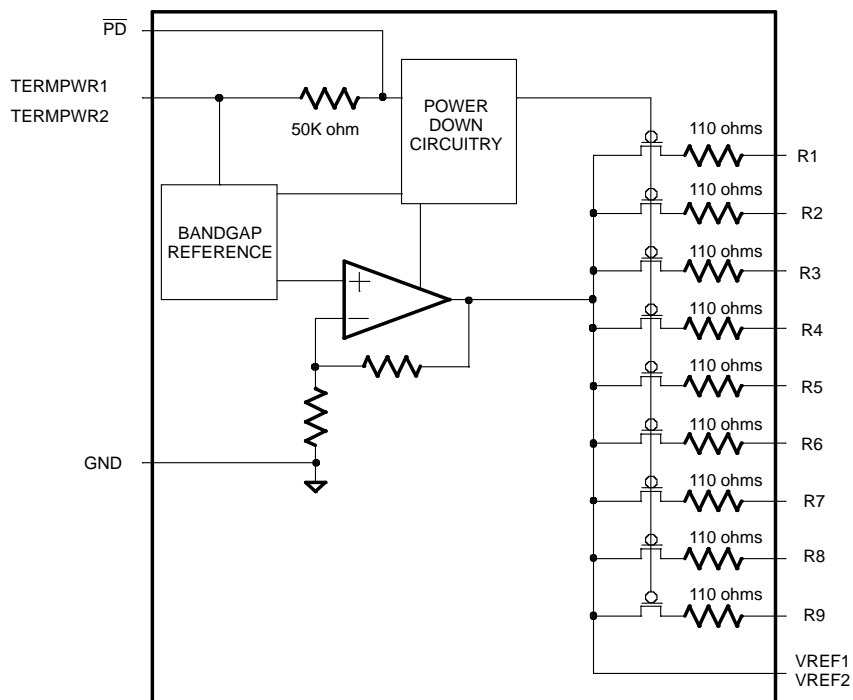 PD
TERMPWR1
TERMPWR2
50K ohm
POWER
DOWN
CIRCUITRY
BANDGAP
REFERENCE
GND
110 ohms
R1
110 ohms
R2
110 ohms
R3
110 ohms
R4
110 ohms
R5
110 ohms
R6
110 ohms
R7
110 ohms
R8
110 ohms
R9
VREF1
VREF2